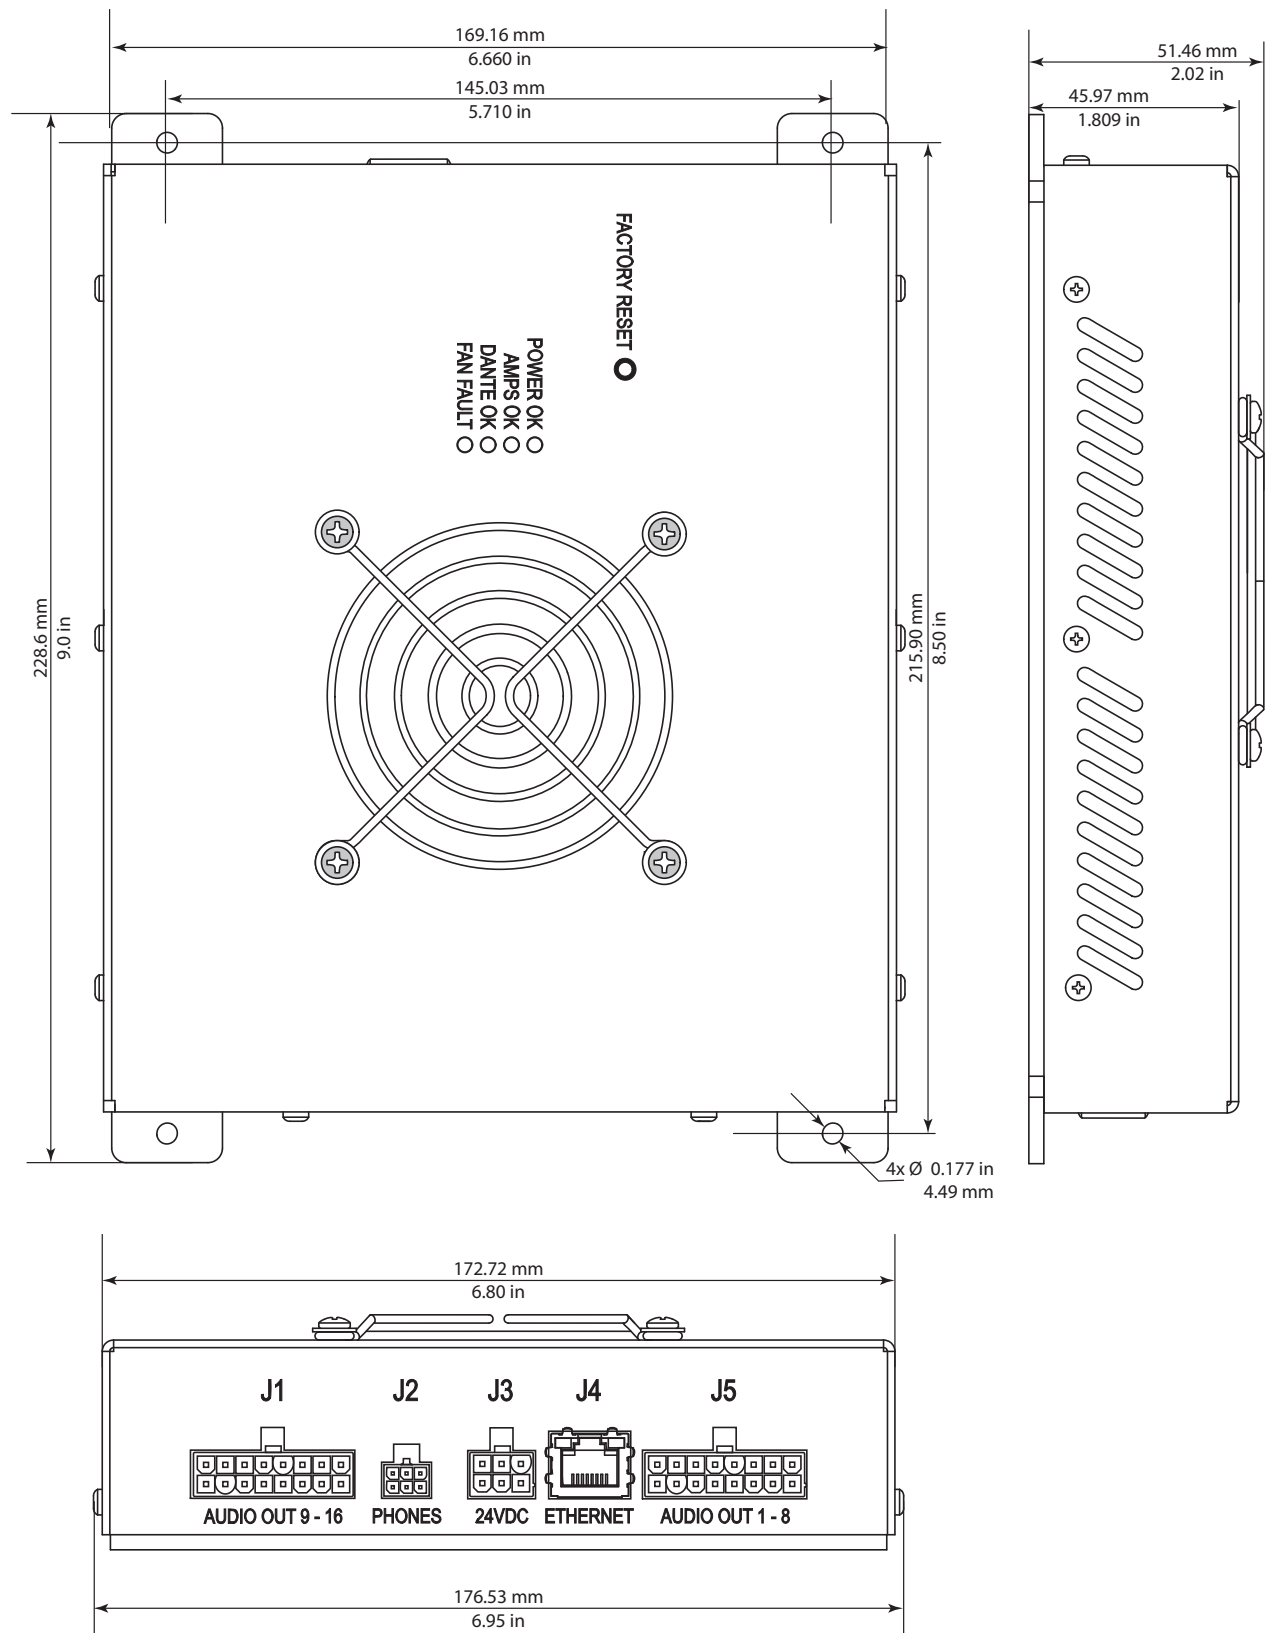 169.16 mm
6.660 in
145.03 mm
5.710 in
51.46 mm
2.02 in
45.97 mm
1.809 in
FACTORY RESET
POWER OK
AMPS OK
DANTE OK
FAN FAULT
228.6 mm
9.0 in
215.90 mm
8.50 in
4x Ø 0.177 in
4.49 mm
172.72 mm
6.80 in
J1 J2 J3 J4 J5
AUDIO OUT 9 - 16 PHONES 24VDC ETHERNET AUDIO OUT 1 - 8
176.53 mm
6.95 in